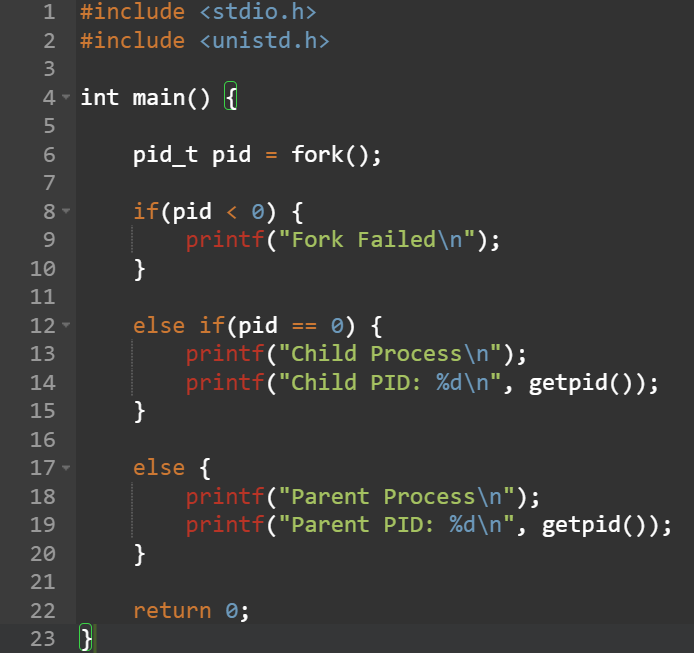 1 #include <stdio.h>
2 #include <unistd.h>
3
4 int main() {
5
6     pid_t pid = fork();
7
8     if(pid < 0) {
9         printf("Fork Failed\n");
10     }
11
12     else if(pid == 0) {
13         printf("Child Process\n");
14         printf("Child PID: %d\n", getpid());
15     }
16
17     else {
18         printf("Parent Process\n");
19         printf("Parent PID: %d\n", getpid());
20     }
21
22     return 0;
23 }